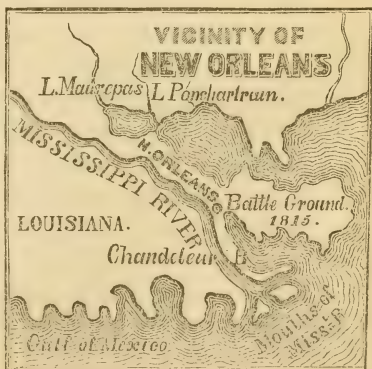 VICINITY OF
NEW ORLEANS
L. Maurepas
L. Ponchartrain.
MISSISSIPPI RIVER
N. ORLEANS
Battle Ground.
1815.
LOUISIANA.
Chandeleur B.
Gulf of Mexico
Mouths of
Miss. R